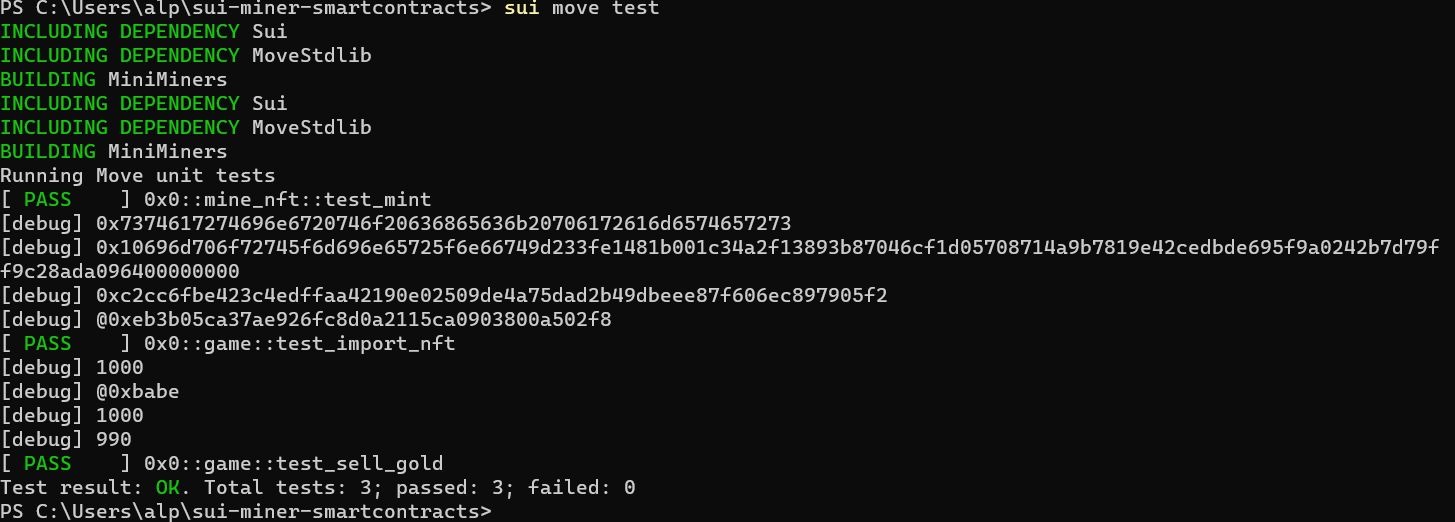 PS C:\Users\alp\sui-miner-smartcontracts> sui move test
INCLUDING DEPENDENCY Sui
INCLUDING DEPENDENCY MoveStdlib
BUILDING MiniMiners
INCLUDING DEPENDENCY Sui
INCLUDING DEPENDENCY MoveStdlib
BUILDING MiniMiners
Running Move unit tests
[ PASS    ] 0x0::mine_nft::test_mint
[debug] 0x7374617274696e6720746f20636865636b20706172616d6574657273
[debug] 0x10696d706f72745f6d696e65725f6e66749d233fe1481b001c34a2f13893b87046cf1d05708714a9b7819e42cedbde695f9a0242b7d79f
f9c28ada096400000000
[debug] 0xc2cc6fbe423c4edffaa42190e02509de4a75dad2b49dbeee87f606ec897905f2
[debug] @0xeb3b05ca37ae926fc8d0a2115ca0903800a502f8
[ PASS    ] 0x0::game::test_import_nft
[debug] 1000
[debug] @0xbabe
[debug] 1000
[debug] 990
[ PASS    ] 0x0::game::test_sell_gold
Test result: OK. Total tests: 3; passed: 3; failed: 0
PS C:\Users\alp\sui-miner-smartcontracts>